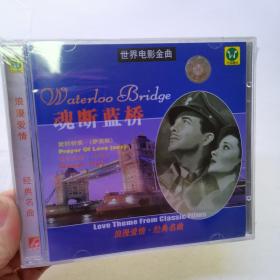 世界电影金曲
Waterloo Bridge
魂断蓝桥
Prayer Of Love
Love Theme From Classic Films
浪漫爱情·经典名曲
浪漫爱情
经典名曲